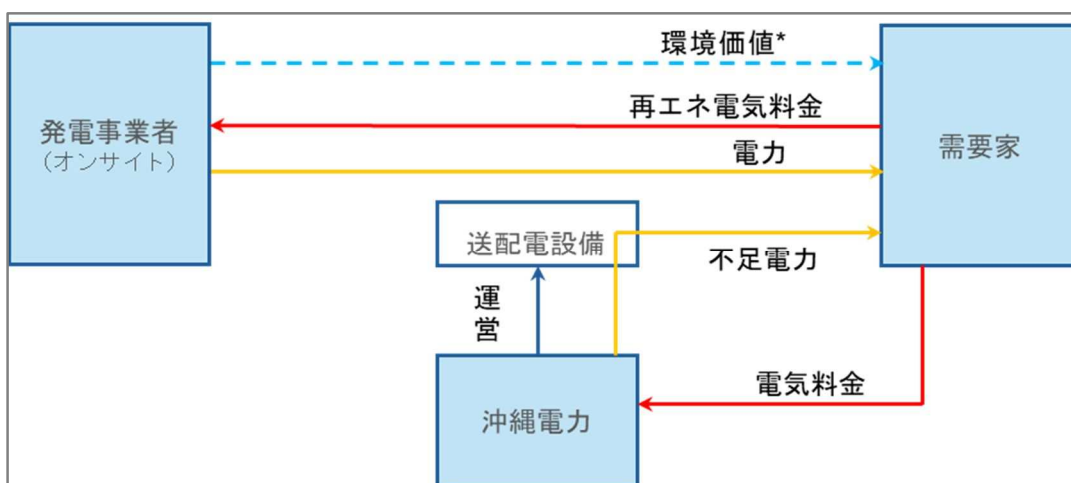 環境価値*
再エネ電気料金
発電事業者
(オンサイト)
需要家
電力
送配電設備
不足電力
運営
電気料金
沖縄電力